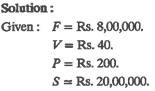 Solution :
Given : F = Rs. 8,00,000.
V = Rs. 40.
P = Rs. 200.
S = Rs. 20,00,000.